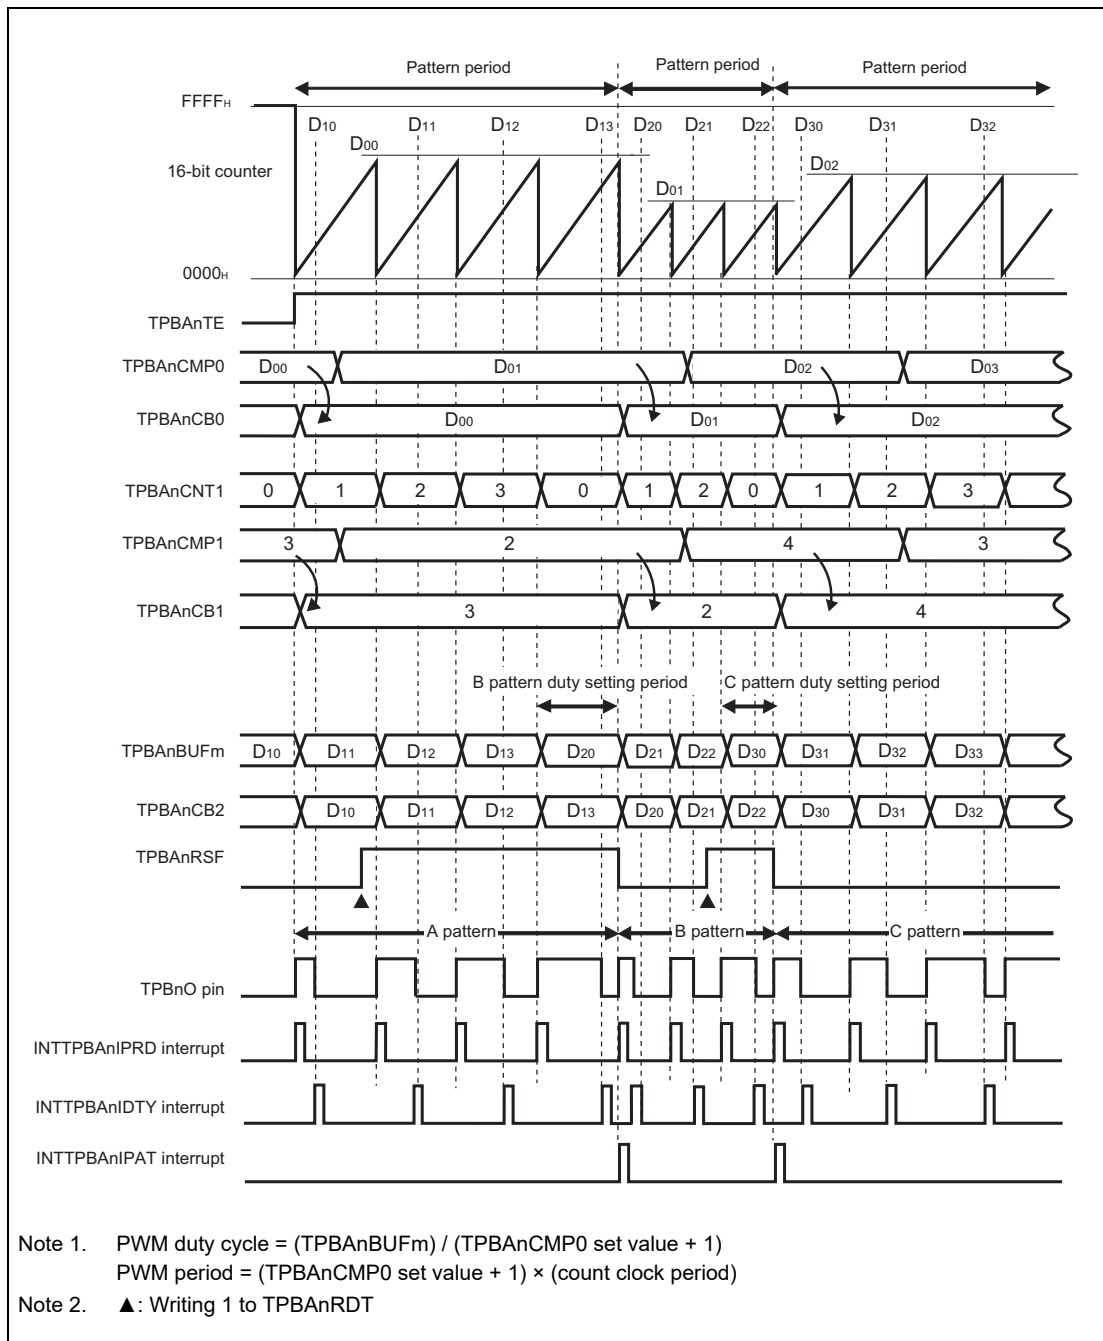 Pattern period Pattern period Pattern period
FFFFH
D10 D11 D12 D13 D20 D21 D22 D30 D31 D32
D00
D02
16-bit counter
D01
0000H
TPBAnTE
TPBAnCMP0 D00 D01 D02 D03
TPBAnCB0 D00 D01 D02
TPBAnCNT1 0 1 2 3 0 1 2 0 1 2 3
TPBAnCMP1 3 2 4 3
TPBAnCB1 3 2 4
B pattern duty setting period C pattern duty setting period
TPBAnBUFm D10 D11 D12 D13 D20 D21 D22 D30 D31 D32 D33
TPBAnCB2 D10 D11 D12 D13 D20 D21 D22 D30 D31 D32
TPBAnRSF
A pattern B pattern C pattern
TPBnO pin
INTTPBAnIPRD interrupt
INTTPBAnIDTY interrupt
INTTPBAnIPAT interrupt
Note 1. PWM duty cycle = (TPBAnBUFm) / (TPBAnCMP0 set value + 1)
PWM period = (TPBAnCMP0 set value + 1) × (count clock period)
Note 2. ▲: Writing 1 to TPBAnRDT